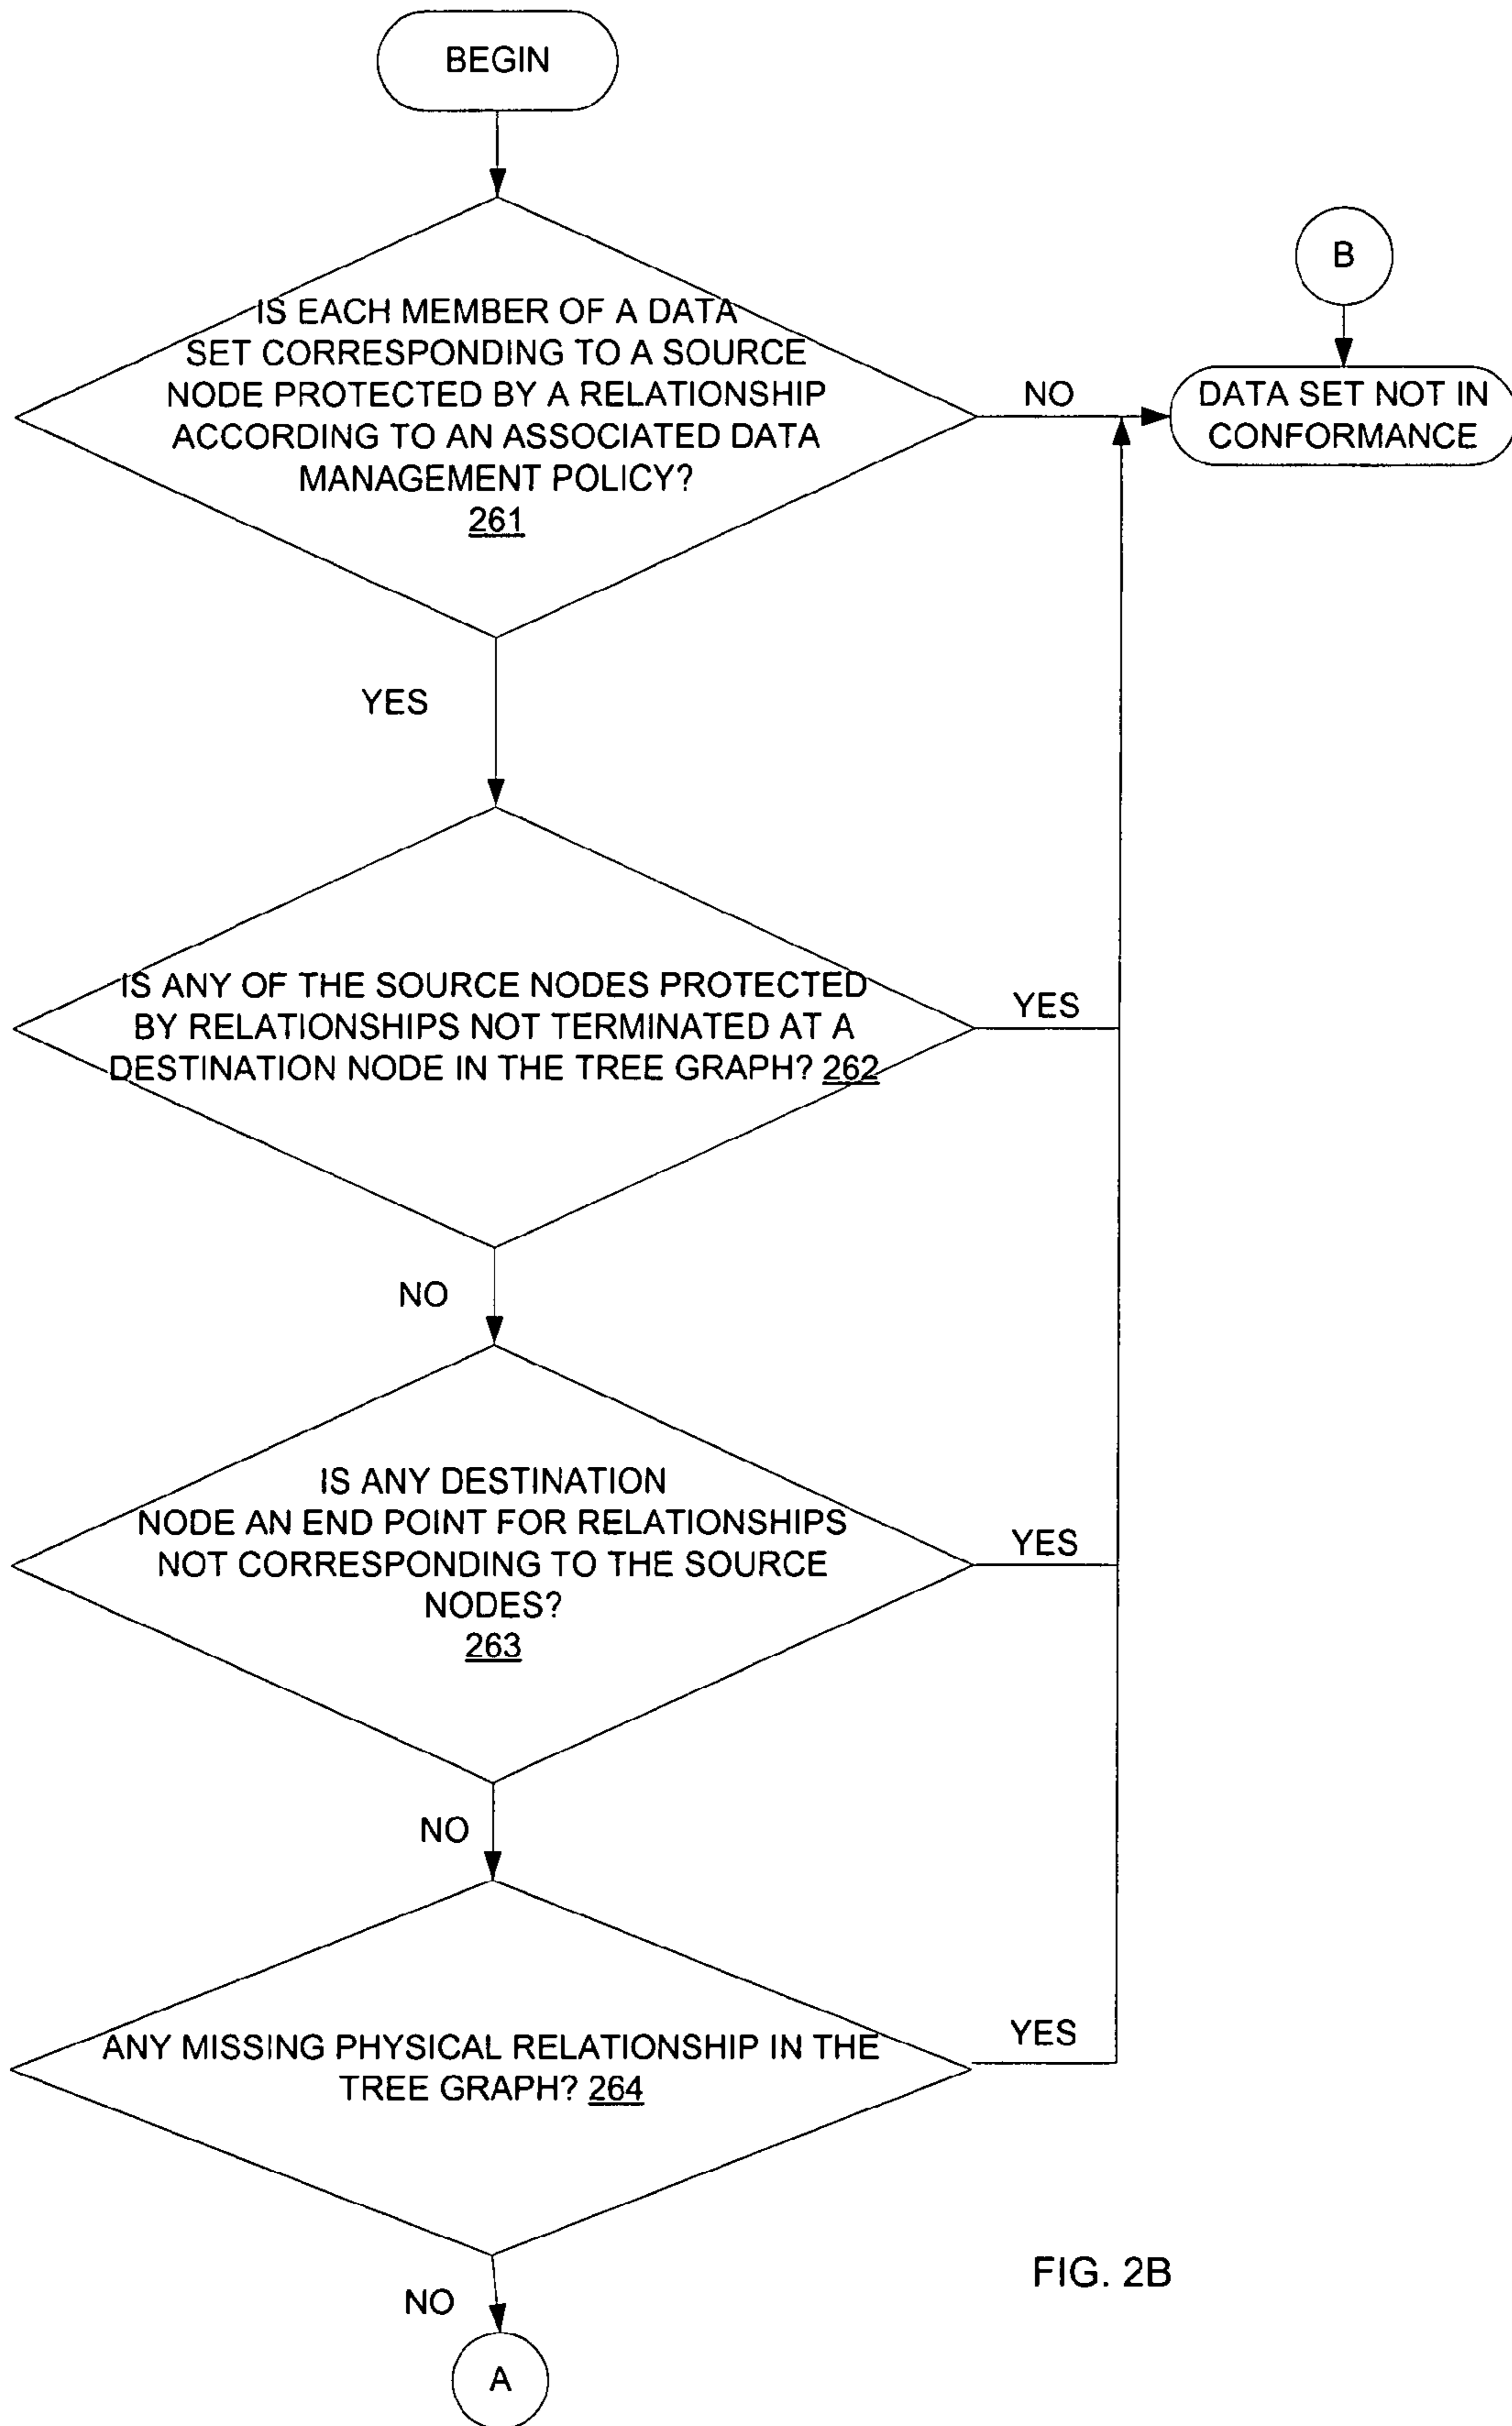 BEGIN
IS EACH MEMBER OF A DATA
SET CORRESPONDING TO A SOURCE
NODE PROTECTED BY A RELATIONSHIP
ACCORDING TO AN ASSOCIATED DATA
MANAGEMENT POLICY?
261
NO
B
DATA SET NOT IN
CONFORMANCE
YES
IS ANY OF THE SOURCE NODES PROTECTED
BY RELATIONSHIPS NOT TERMINATED AT A
DESTINATION NODE IN THE TREE GRAPH? 262
YES
NO
IS ANY DESTINATION
NODE AN END POINT FOR RELATIONSHIPS
NOT CORRESPONDING TO THE SOURCE
NODES?
263
YES
NO
ANY MISSING PHYSICAL RELATIONSHIP IN THE
TREE GRAPH? 264
YES
NO
A
FIG. 2B